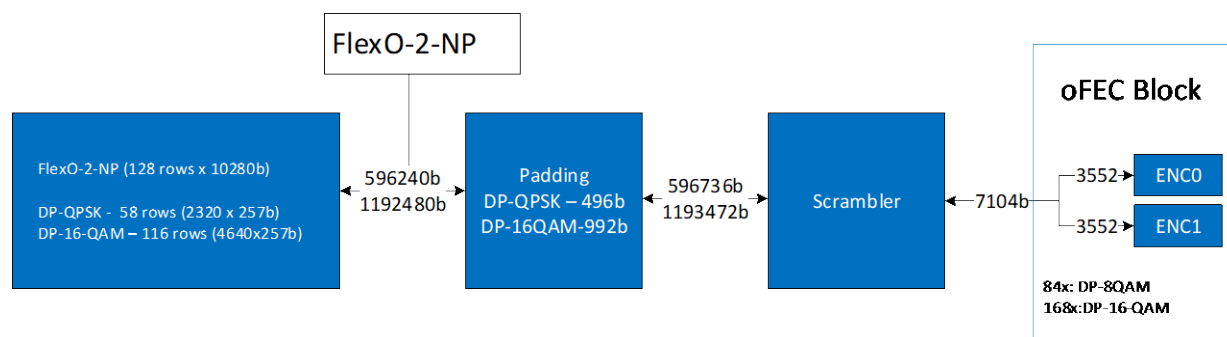 FlexO-2-NP
FlexO-2-NP (128 rows x 10280b)
DP-QPSK - 58 rows (2320 x 257b)
DP-16-QAM – 116 rows (4640x257b)
596240b
1192480b
Padding
DP-QPSK – 496b
DP-16QAM-992b
596736b
1193472b
Scrambler
7104b
oFEC Block
3552
ENC0
3552
ENC1
84x: DP-8QAM
168x:DP-16-QAM